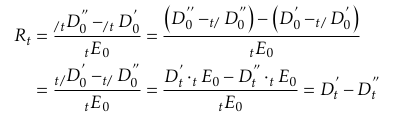 R_t = \frac{_{/t}D_0^{''} - _{/t}D_0^{'}}{_tE_0} = \frac{\left(D_0^{''} - _{t/}D_0^{''}\right) - \left(D_0^{'} - _{t/}D_0^{'}\right)}{_tE_0}
= \frac{_{t/}D_0^{'} - _{t/}D_0^{''}}{_tE_0} = \frac{D_t^{'} \cdot _tE_0 - D_t^{''} \cdot _tE_0}{_tE_0} = D_t^{'} - D_t^{''}